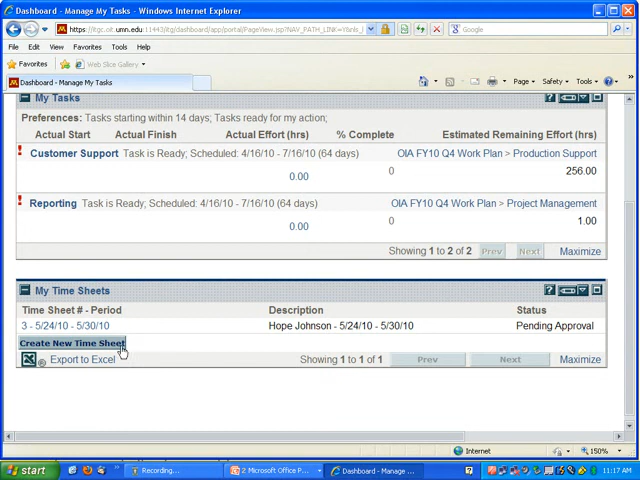 Dashboard - Manage My Tasks - Windows Internet Explorer
https://itgc.oit.umn.edu:11443/itg/dashboard/app/portal/PageView.jsp?NAV_PATH_LINK=
Google
File Edit View Favorites Tools Help
Favorites Web Slice Gallery
Dashboard - Manage My Tasks
Page Safety Tools
My Tasks
Preferences: Tasks starting within 14 days; Tasks ready for my action;
Actual Start Actual Finish Actual Effort (hrs) % Complete Estimated Remaining Effort (hrs)
! Customer Support Task is Ready; Scheduled: 4/16/10 - 7/16/10 (64 days) OIA FY10 Q4 Work Plan > Production Support
0.00 0 256.00
! Reporting Task is Ready; Scheduled: 4/16/10 - 7/16/10 (64 days) OIA FY10 Q4 Work Plan > Project Management
0.00 0 1.00
Showing 1 to 2 of 2 Prev Next Maximize
My Time Sheets
Time Sheet # - Period Description Status
3 - 5/24/10 - 5/30/10 Hope Johnson - 5/24/10 - 5/30/10 Pending Approval
Create New Time Sheet
Export to Excel Showing 1 to 1 of 1 Prev Next Maximize
Internet 150%
start Recording... 2 Microsoft Office P... Dashboard - Manage ... 11:17 AM